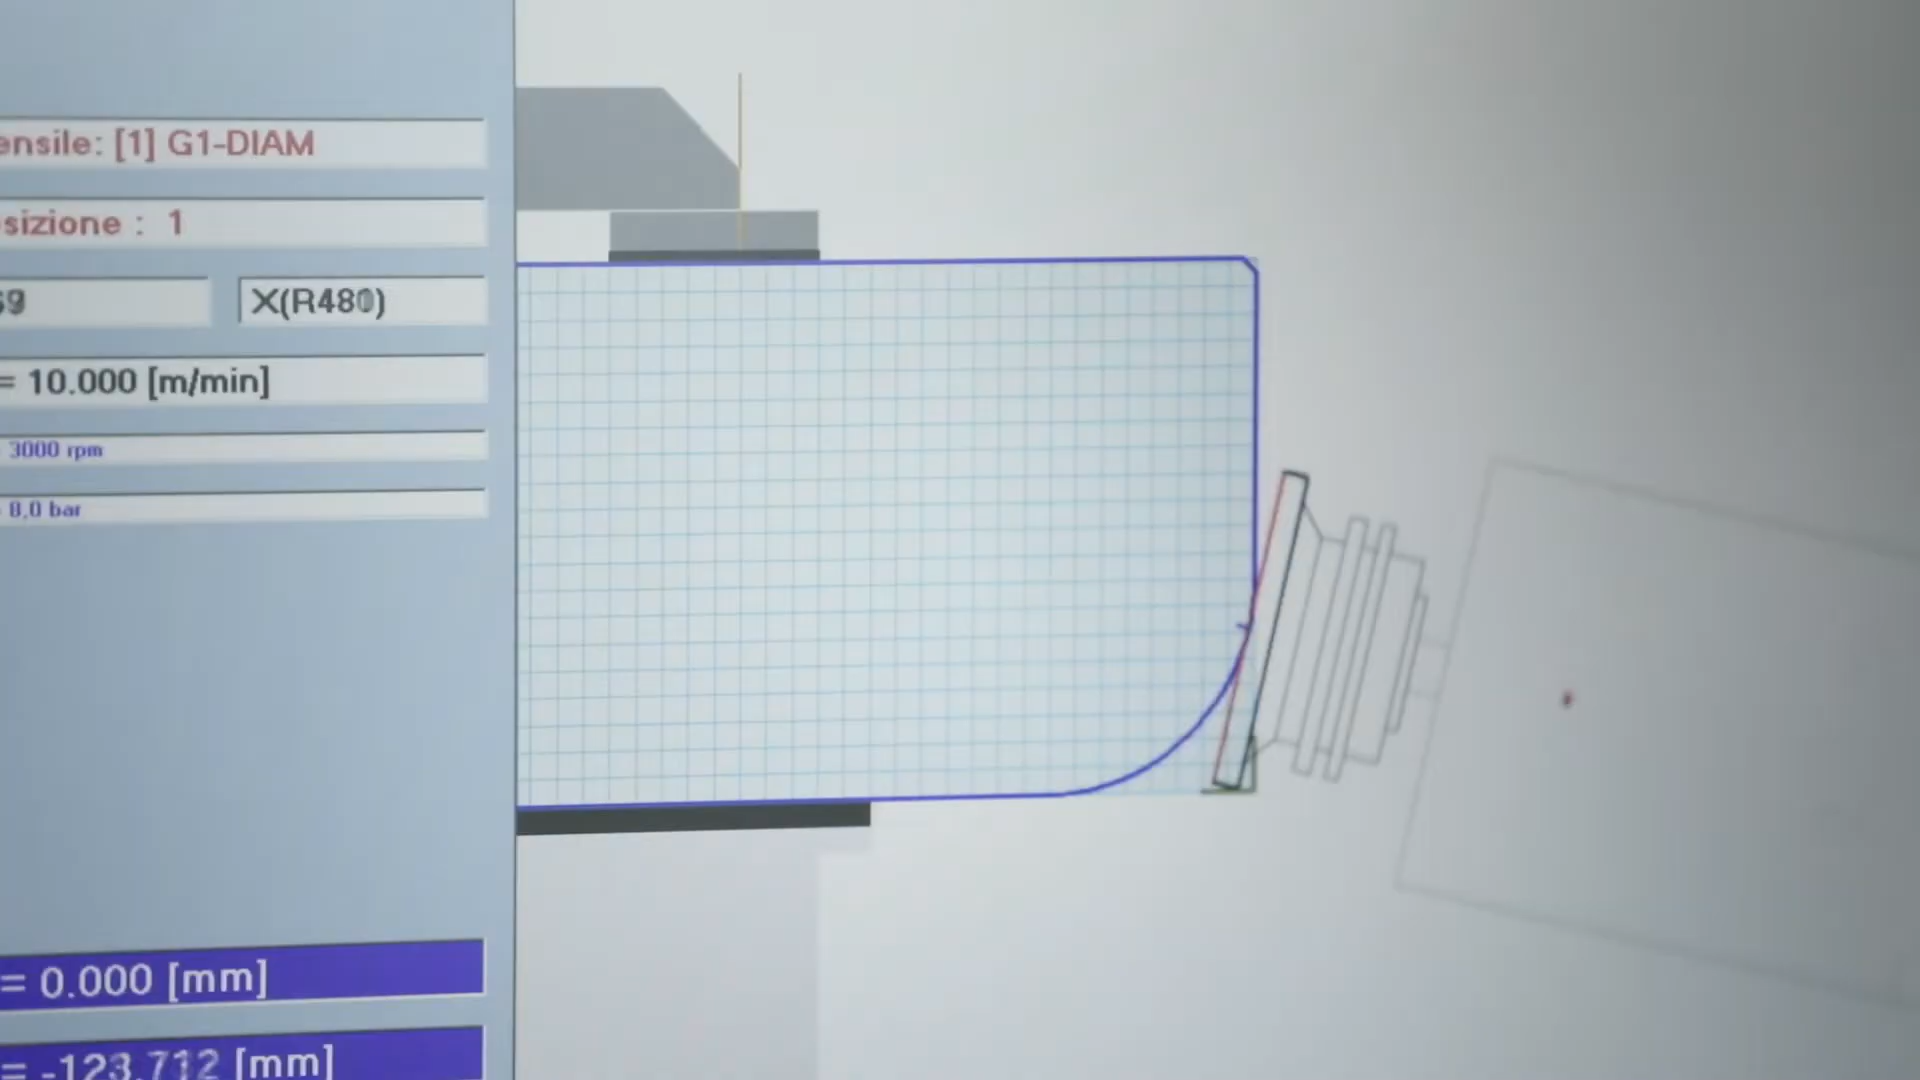 ensile: [1] G1-DIAM
sizione : 1
69 X(R480)
= 10.000 [m/min]
3000 rpm
8,0 bar
= 0.000 [mm]
= -123.712 [mm]